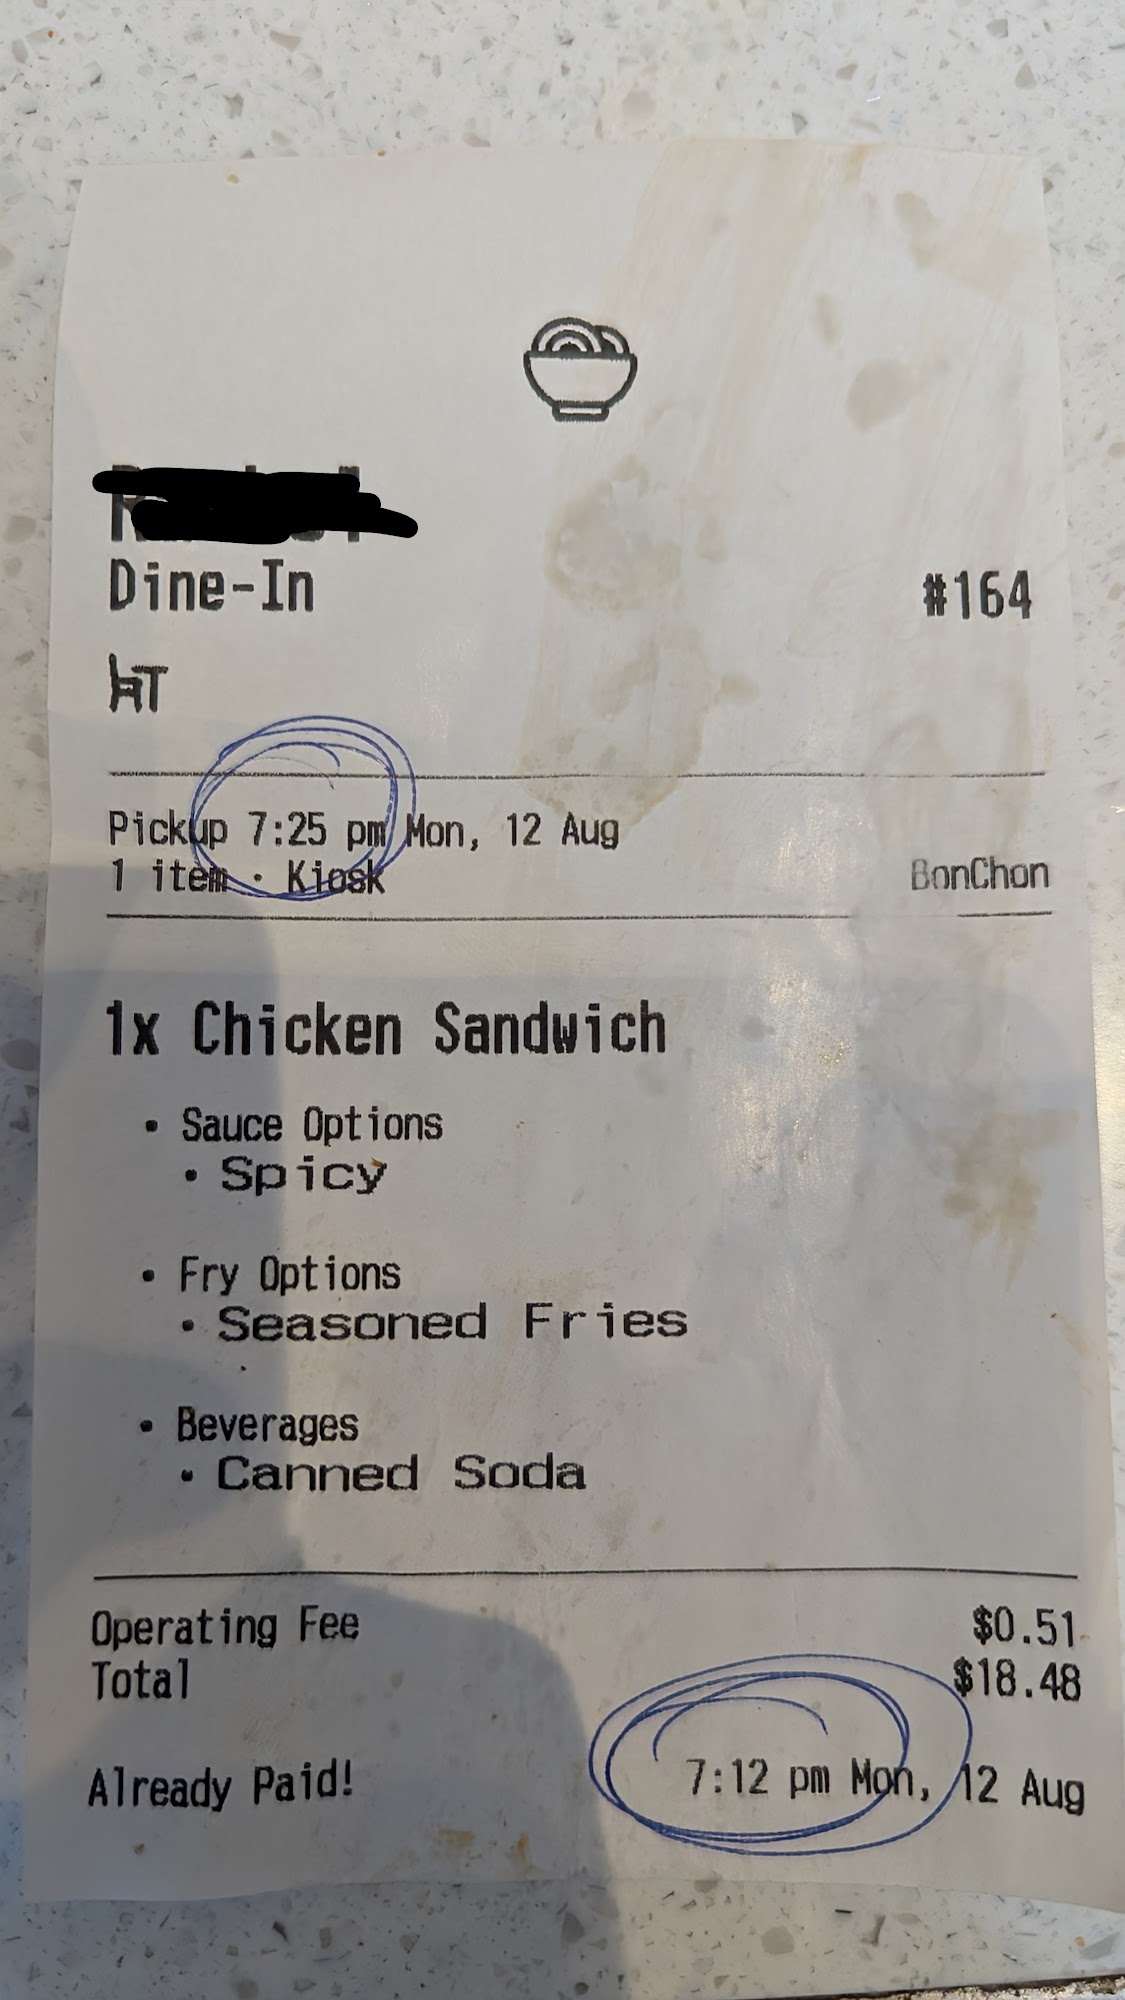 Dine-In #164
Pickup 7:25 pm Mon, 12 Aug
1 item · Kiosk BonChon
1x Chicken Sandwich
• Sauce Options
• Spicy
• Fry Options
• Seasoned Fries
• Beverages
• Canned Soda
Operating Fee $0.51
Total $18.48
Already Paid! 7:12 pm Mon, 12 Aug